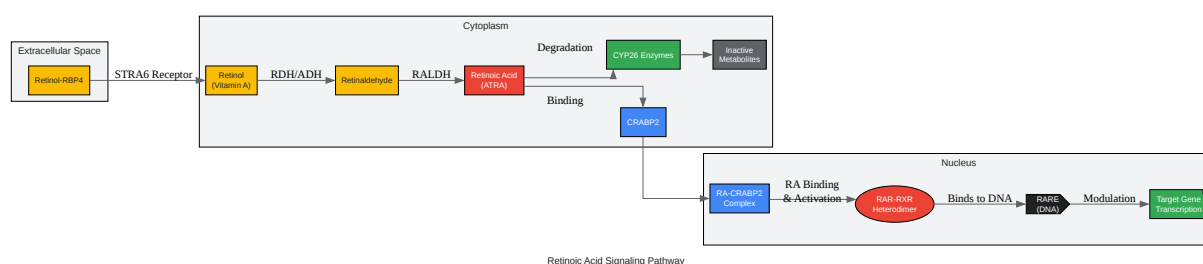 Cytoplasm
Extracellular Space
Retinol-RBP4
STRA6 Receptor
Retinol
(Vitamin A)
RDH/ADH
Retinaldehyde
RALDH
Retinoic Acid
(ATRA)
Degradation
CYP26 Enzymes
Inactive
Metabolites
Binding
CRABP2
Nucleus
RA-CRABP2
Complex
RA Binding
& Activation
RAR-RXR
Heterodimer
Binds to DNA
RARE
(DNA)
Modulation
Target Gene
Transcription
Retinoic Acid Signaling Pathway